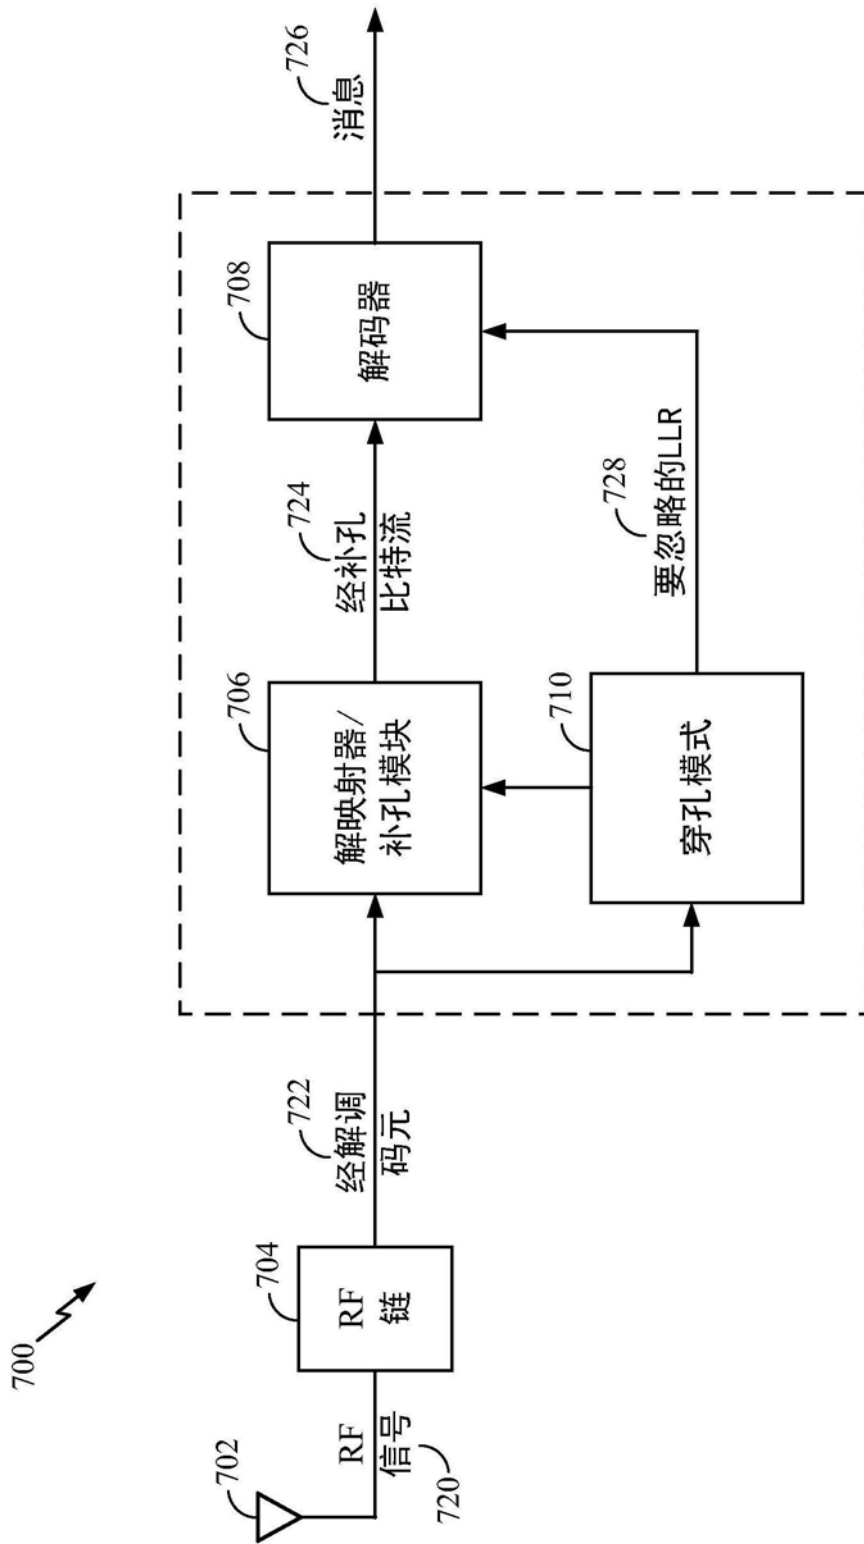 700
702
RF
信号
720
704
RF
链
722
经解调
码元
706
解映射器/
补孔模块
710
穿孔模式
724
经补孔
比特流
728
要忽略的LLR
708
解码器
726
消息